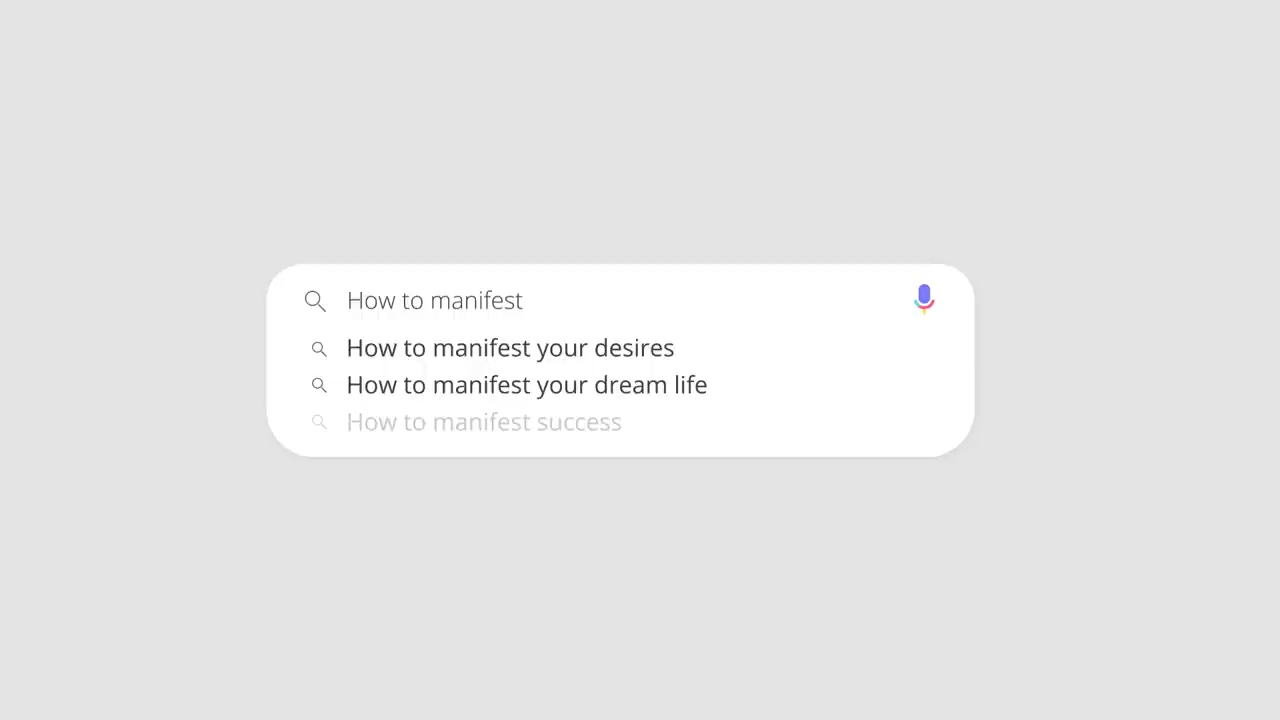 How to manifest
How to manifest your desires
How to manifest your dream life
How to manifest success